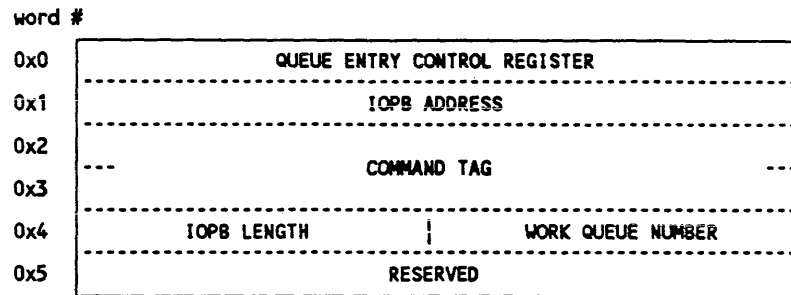 word #
0x0 QUEUE ENTRY CONTROL REGISTER
0x1 IOPB ADDRESS
0x2
--- COMMAND TAG ---
0x3
0x4 IOPB LENGTH | WORK QUEUE NUMBER
0x5 RESERVED